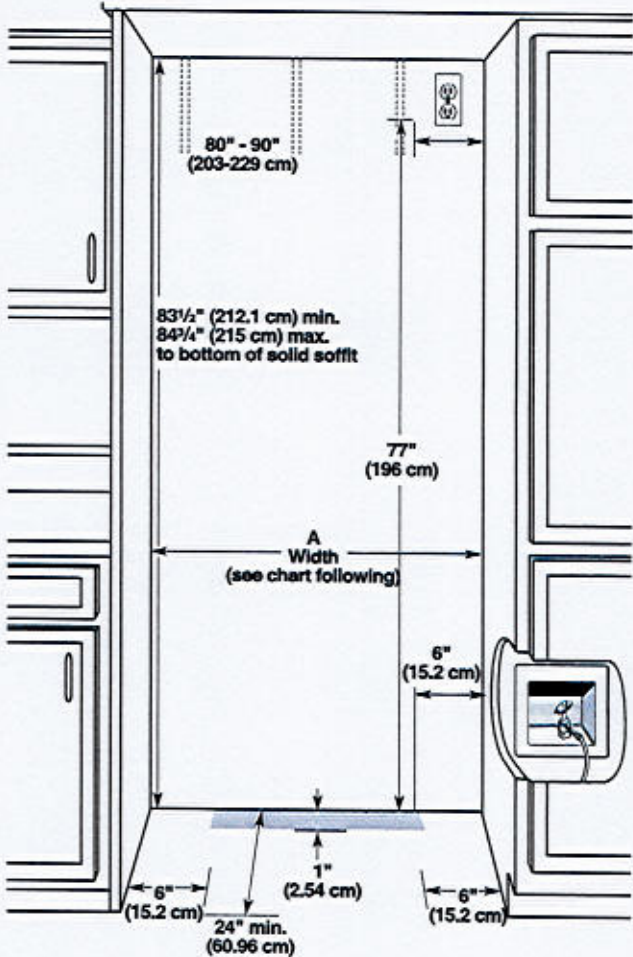 80" - 90"
(203-229 cm)
83½" (212.1 cm) min.
84¾" (215 cm) max.
to bottom of solid soffit
77"
(196 cm)
A
Width
(see chart following)
6"
(15.2 cm)
1"
(2.54 cm)
6"
(15.2 cm)
24" min.
(60.96 cm)
6"
(15.2 cm)